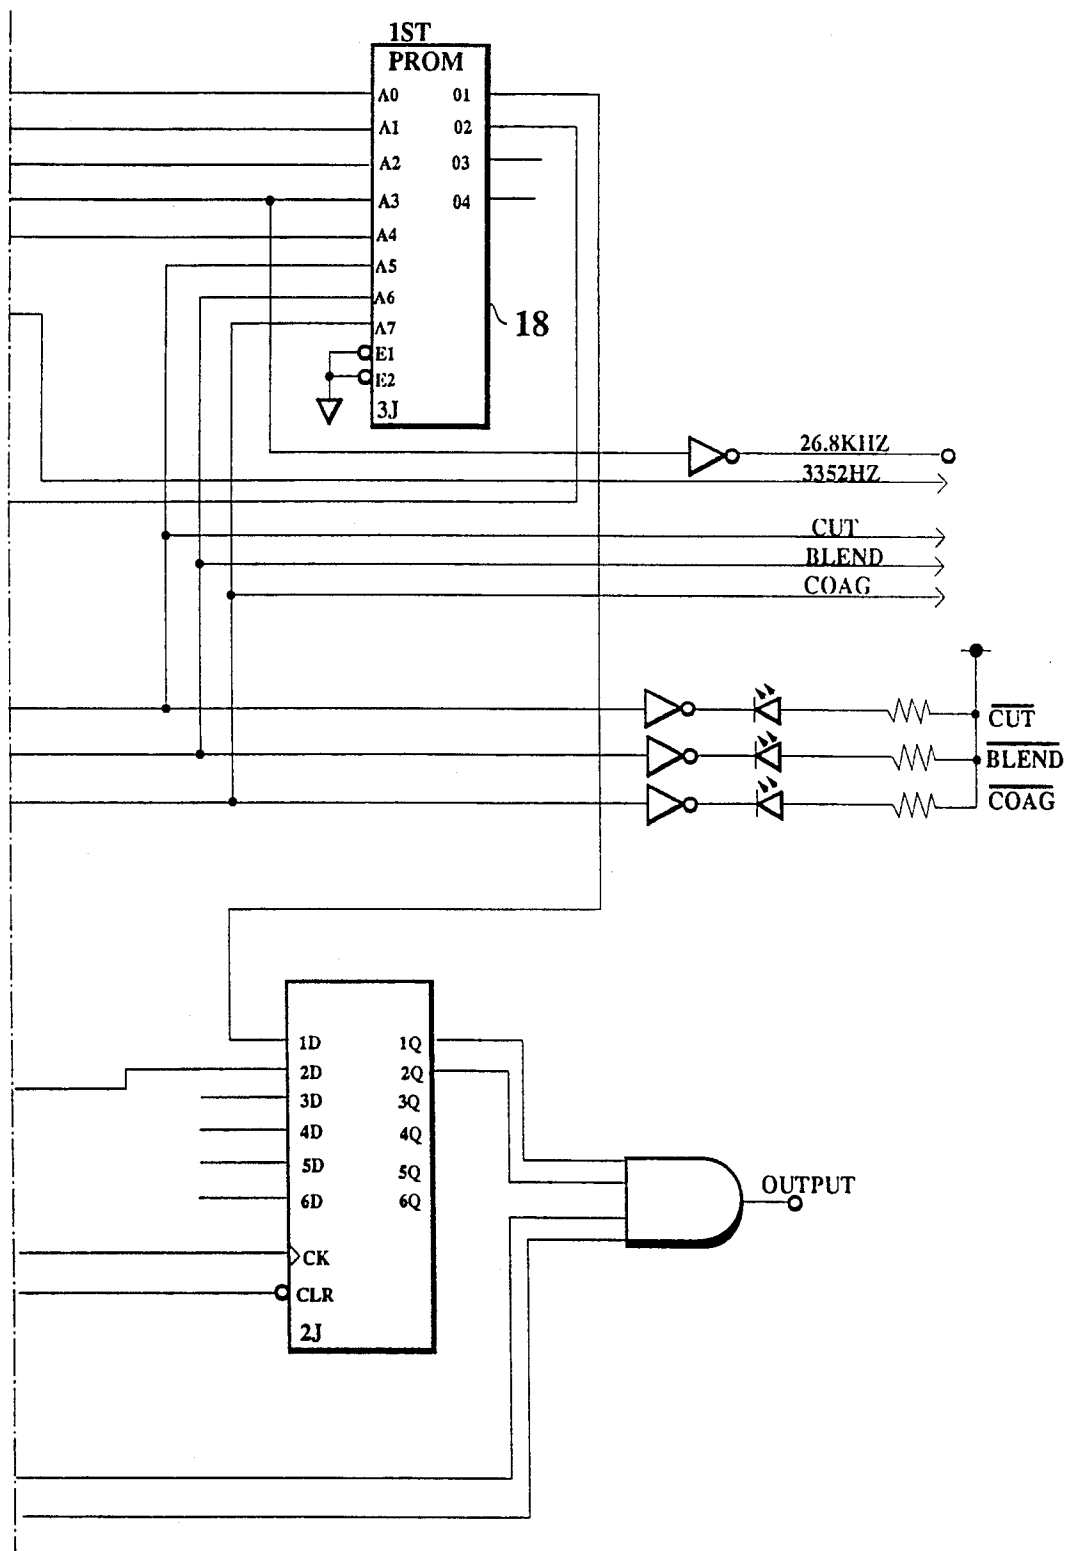 1ST
PROM
A0 01
A1 02
A2 03
A3 04
A4
A5
A6
A7
E1
E2
3J
18
26.8KHZ
3352HZ
CUT
BLEND
COAG
CUT
BLEND
COAG
1D 1Q
2D 2Q
3D 3Q
4D 4Q
5D 5Q
6D 6Q
CK
CLR
2J
OUTPUT